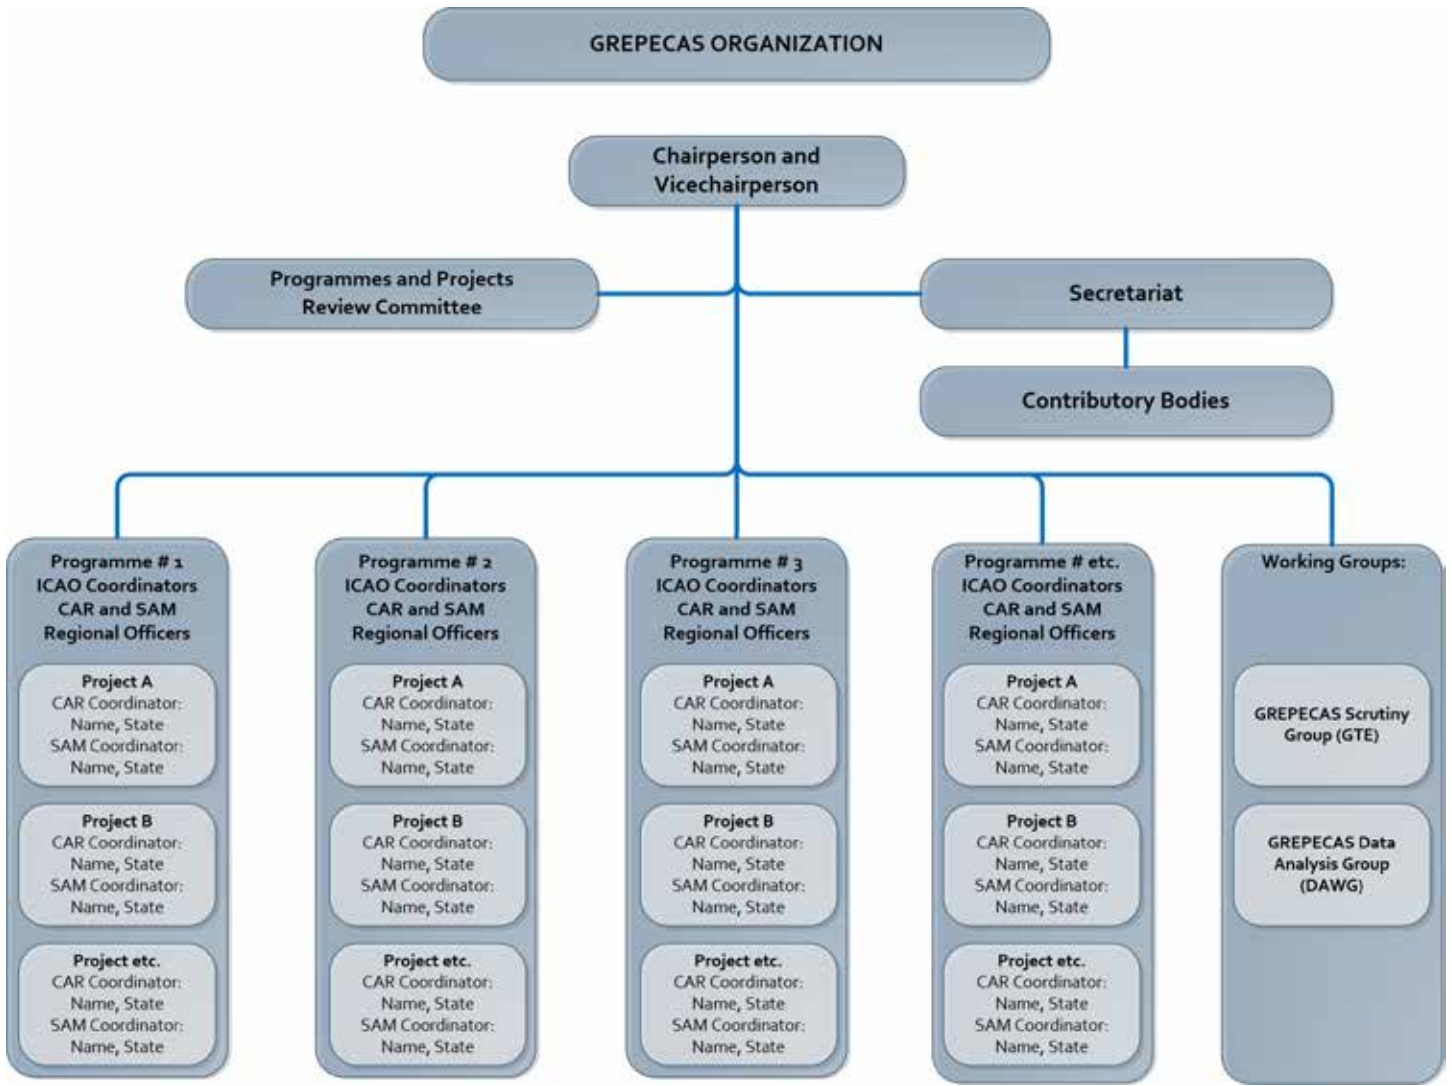 GREPECAS ORGANIZATION
Chairperson and
Vicechairperson
Programmes and Projects
Review Committee
Secretariat
Contributory Bodies
Programme # 1
ICAO Coordinators
CAR and SAM
Regional Officers
Project A
CAR Coordinator:
Name, State
SAM Coordinator:
Name, State
Project B
CAR Coordinator:
Name, State
SAM Coordinator:
Name, State
Project etc.
CAR Coordinator:
Name, State
SAM Coordinator:
Name, State
Programme # 2
ICAO Coordinators
CAR and SAM
Regional Officers
Project A
CAR Coordinator:
Name, State
SAM Coordinator:
Name, State
Project B
CAR Coordinator:
Name, State
SAM Coordinator:
Name, State
Project etc.
CAR Coordinator:
Name, State
SAM Coordinator:
Name, State
Programme # 3
ICAO Coordinators
CAR and SAM
Regional Officers
Project A
CAR Coordinator:
Name, State
SAM Coordinator:
Name, State
Project B
CAR Coordinator:
Name, State
SAM Coordinator:
Name, State
Project etc.
CAR Coordinator:
Name, State
SAM Coordinator:
Name, State
Programme # etc.
ICAO Coordinators
CAR and SAM
Regional Officers
Project A
CAR Coordinator:
Name, State
SAM Coordinator:
Name, State
Project B
CAR Coordinator:
Name, State
SAM Coordinator:
Name, State
Project etc.
CAR Coordinator:
Name, State
SAM Coordinator:
Name, State
Working Groups:
GREPECAS Scrutiny
Group (GTE)
GREPECAS Data
Analysis Group
(DAWG)